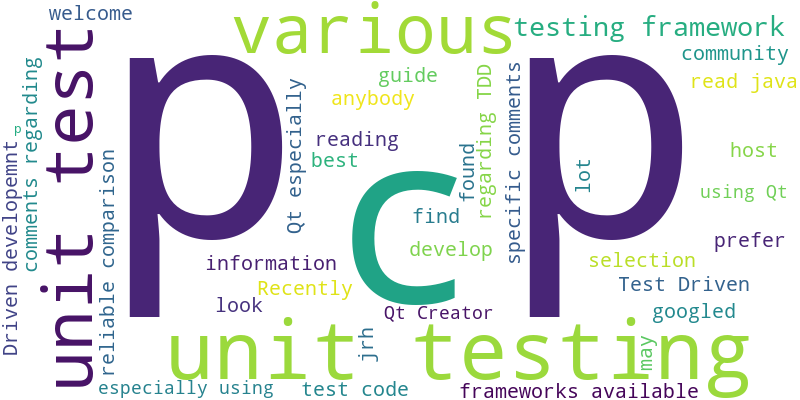 welcome
various
testing framework
community
read java
guide
anybody
reading
best
unit test
p
c
p
comments regarding
p
Driven developemnt
reliable comparison
Qt especially
regarding TDD
specific comments
found
lot
host
using Qt
prefer
find
develop
selection
information
Recently
Test Driven
look
Qt Creator
googled
unit testing
jrh
may
especially using
test code
frameworks available